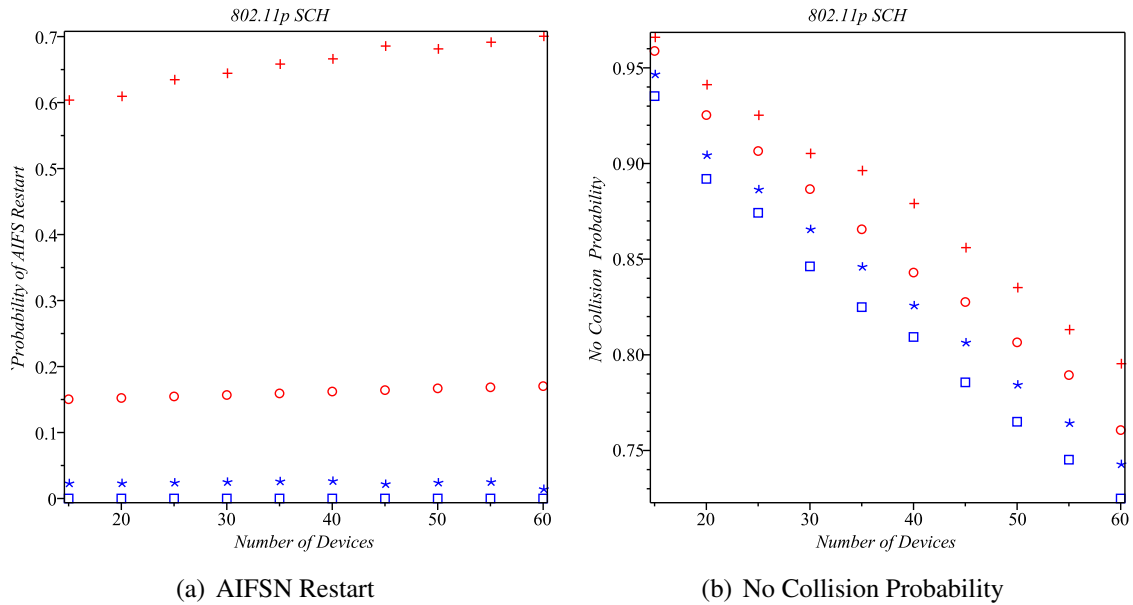 802.11p SCH
0.7
0.6
0.5
0.4
0.3
0.2
0.1
0
`Probability of AIFS Restart
20
30
40
50
60
Number of Devices
(a) AIFSN Restart
802.11p SCH
0.95
0.90
0.85
0.80
0.75
No Collision Probability
20
30
40
50
60
Number of Devices
(b) No Collision Probability